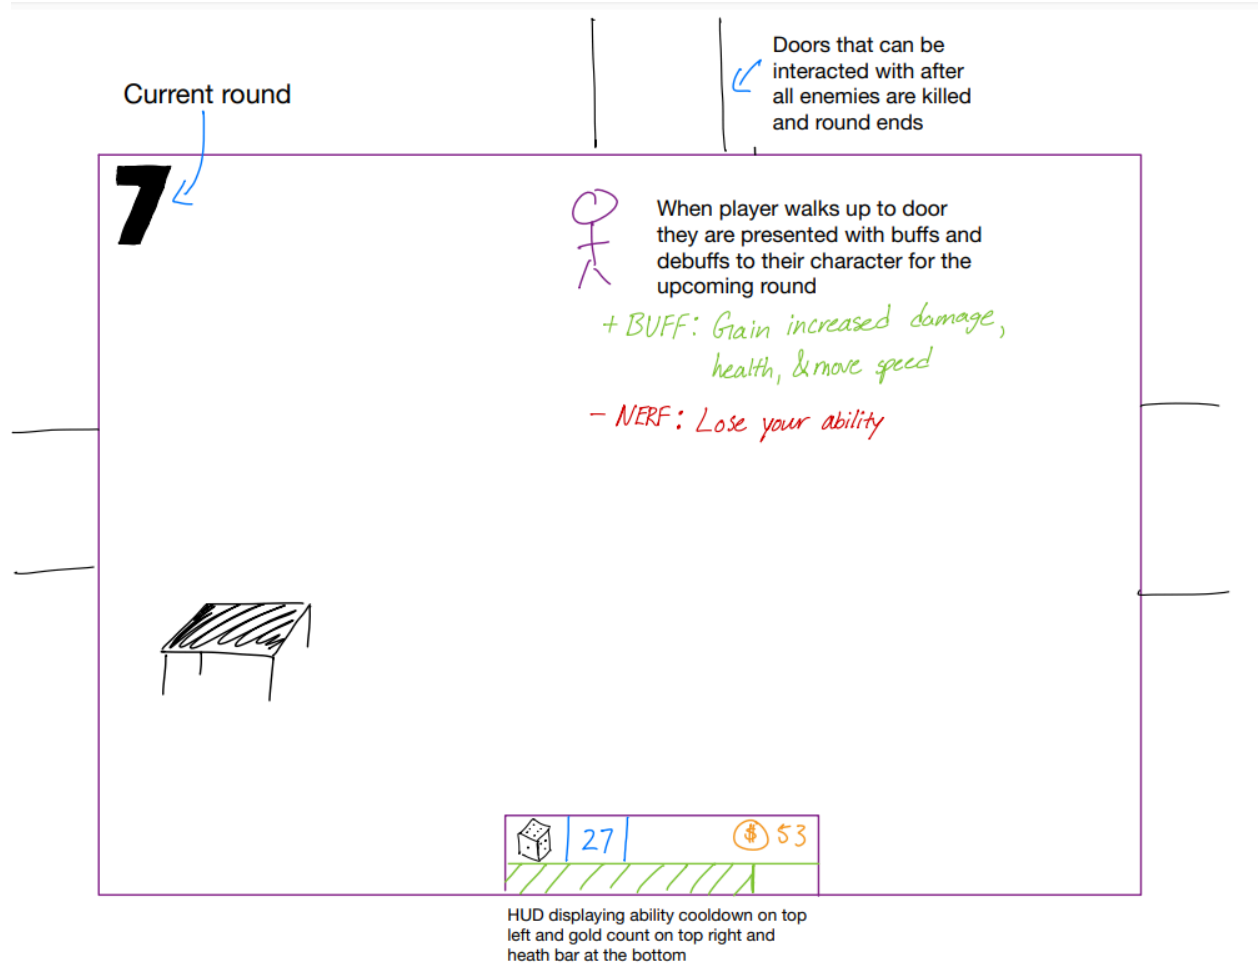 Doors that can be
interacted with after
all enemies are killed
and round ends
Current round
7
When player walks up to door
they are presented with buffs and
debuffs to their character for the
upcoming round
+ BUFF: Gain increased damage,
health, & move speed
- NERF: Lose your ability
27
$ 53
HUD displaying ability cooldown on top
left and gold count on top right and
heath bar at the bottom